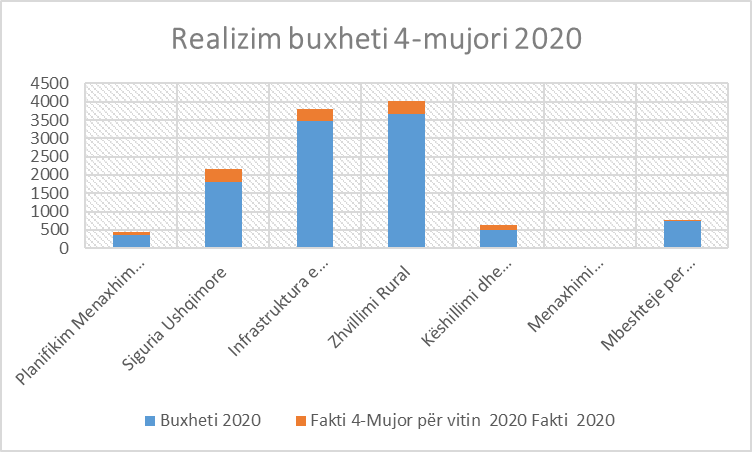 Realizim buxheti 4-mujori 2020
4500
4000
3500
3000
2500
2000
1500
1000
500
0
Planifikim Menaxhim...
Siguria Ushqimore
Infrastruktura e...
Zhvillimi Rural
Këshillimi dhe...
Menaxhimi...
Mbeshteje per...
Buxheti 2020
Fakti 4-Mujor për vitin  2020 Fakti  2020